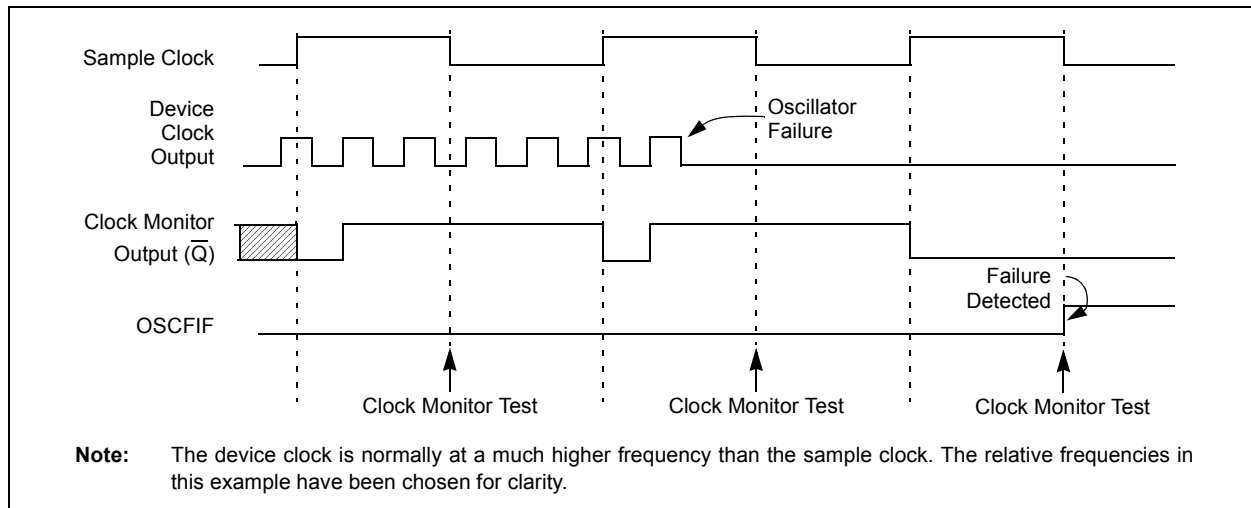 Sample Clock
Device
Clock
Output
Oscillator
Failure
Clock Monitor
Output (Q̅)
Failure
Detected
OSCFIF
Clock Monitor Test
Clock Monitor Test
Clock Monitor Test
Note: The device clock is normally at a much higher frequency than the sample clock. The relative frequencies in
this example have been chosen for clarity.